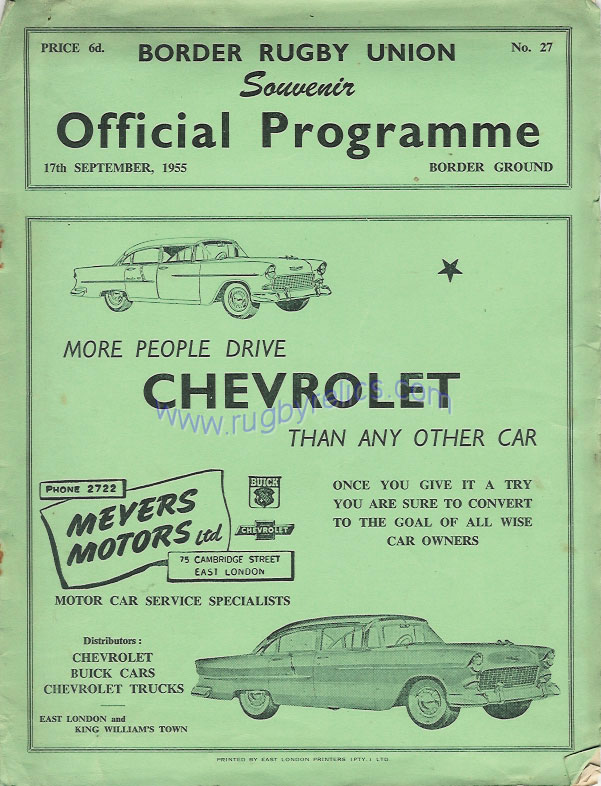 PRICE 6d.
BORDER RUGBY UNION
No. 27
Souvenir
Official Programme
17th SEPTEMBER, 1955
BORDER GROUND
MORE PEOPLE DRIVE
CHEVROLET
www.rugbyrelics.com
THAN ANY OTHER CAR
PHONE 2722
MEYERS
MOTORS Ltd
75 CAMBRIDGE STREET
EAST LONDON
BUICK
CHEVROLET
ONCE YOU GIVE IT A TRY
YOU ARE SURE TO CONVERT
TO THE GOAL OF ALL WISE
CAR OWNERS
MOTOR CAR SERVICE SPECIALISTS
Distributors :
CHEVROLET
BUICK CARS
CHEVROLET TRUCKS
EAST LONDON and
KING WILLIAM'S TOWN
PRINTED BY EAST LONDON PRINTERS (PTY.) LTD.